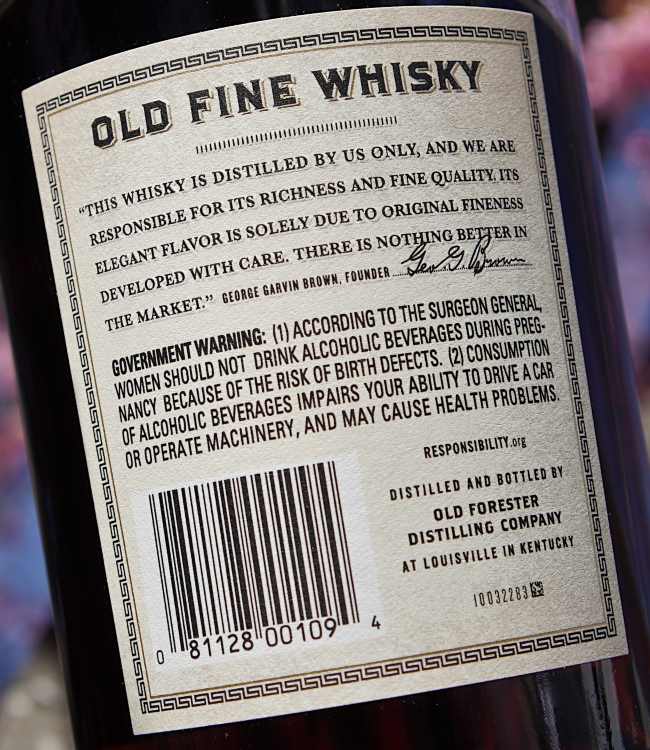 OLD FINE WHISKY
“THIS WHISKY IS DISTILLED BY US ONLY, AND WE ARE
RESPONSIBLE FOR ITS RICHNESS AND FINE QUALITY. ITS
ELEGANT FLAVOR IS SOLELY DUE TO ORIGINAL FINENESS
DEVELOPED WITH CARE. THERE IS NOTHING BETTER IN
THE MARKET.” GEORGE GARVIN BROWN, FOUNDER Geo. G. Brown
GOVERNMENT WARNING: (1) ACCORDING TO THE SURGEON GENERAL,
WOMEN SHOULD NOT DRINK ALCOHOLIC BEVERAGES DURING PREG-
NANCY BECAUSE OF THE RISK OF BIRTH DEFECTS. (2) CONSUMPTION
OF ALCOHOLIC BEVERAGES IMPAIRS YOUR ABILITY TO DRIVE A CAR
OR OPERATE MACHINERY, AND MAY CAUSE HEALTH PROBLEMS.
RESPONSIBILITY.org
DISTILLED AND BOTTLED BY
OLD FORESTER
DISTILLING COMPANY
AT LOUISVILLE IN KENTUCKY
10032283
0 81128 00109 4